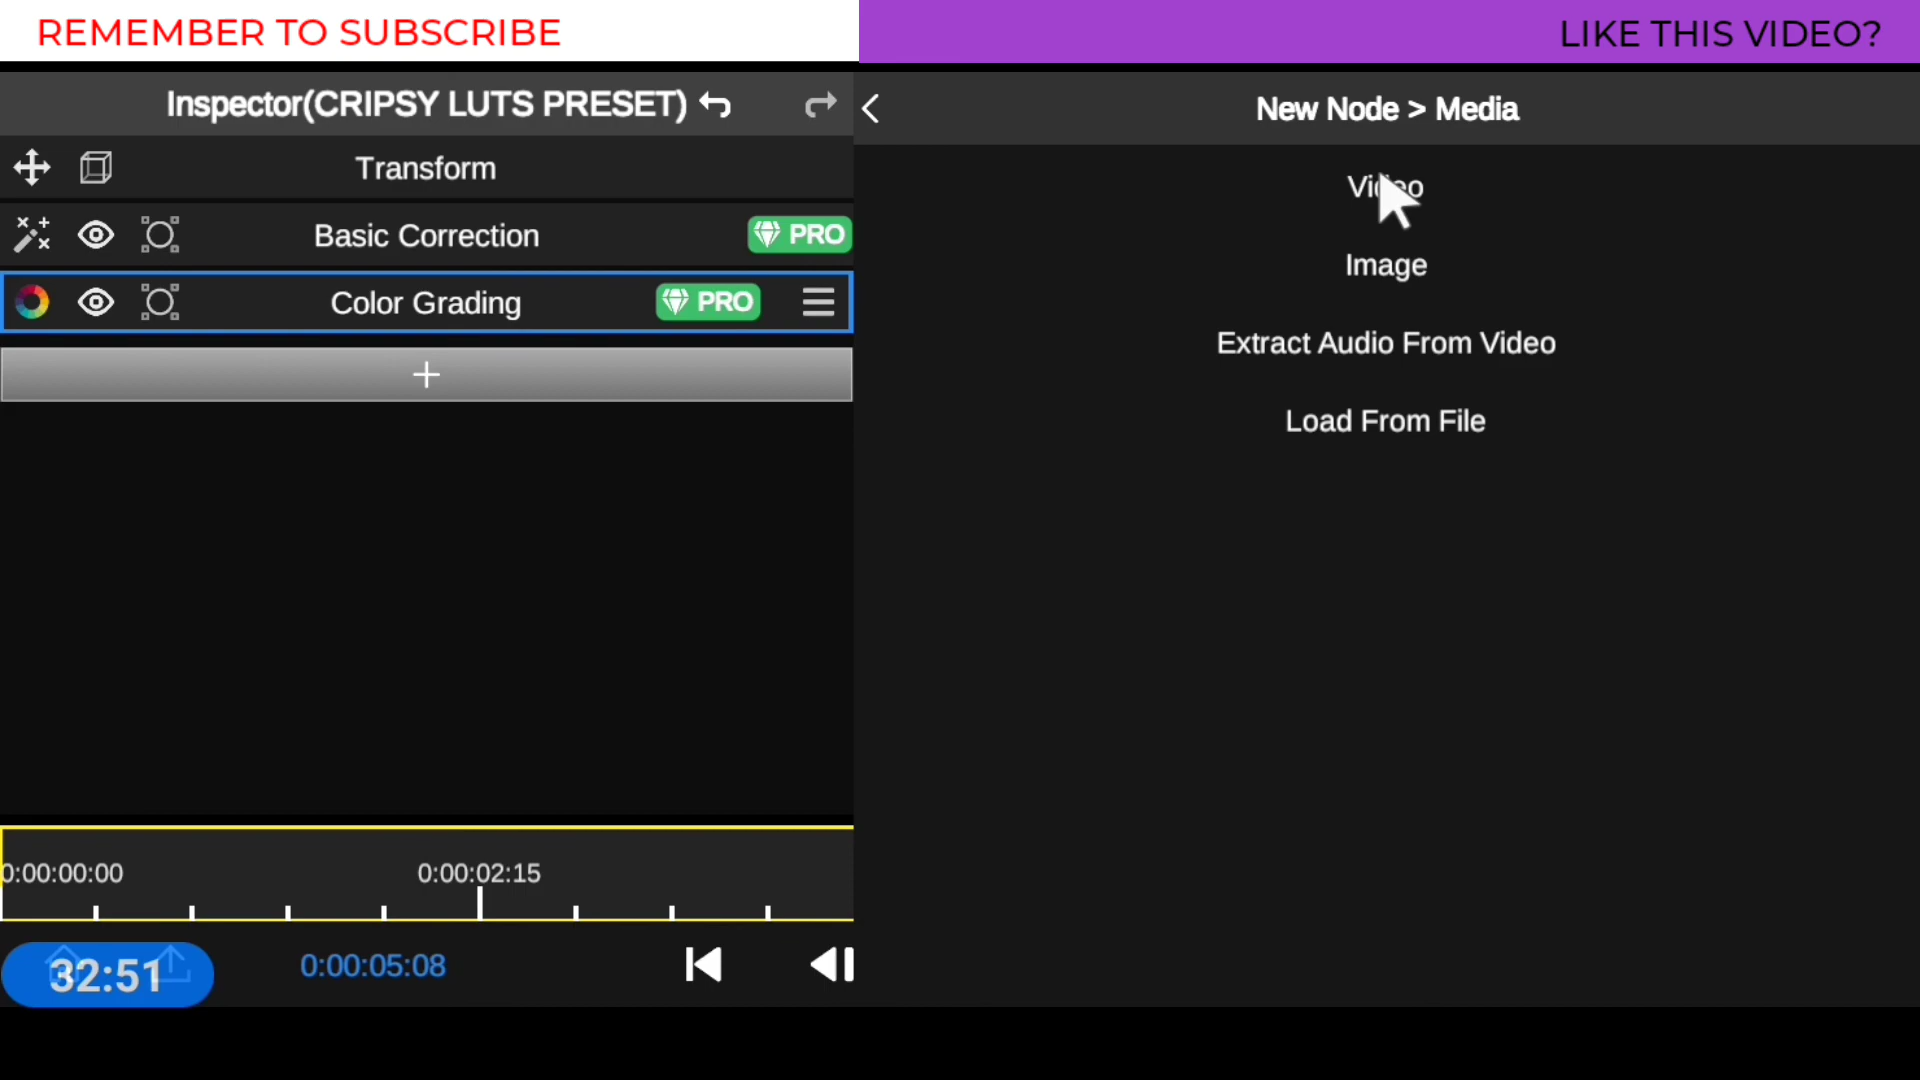 REMEMBER TO SUBSCRIBE
LIKE THIS VIDEO?
Inspector(CRIPSY LUTS PRESET)
Transform
Basic Correction PRO
Color Grading PRO
New Node > Media
Video
Image
Extract Audio From Video
Load From File
0:00:00:00 0:00:02:15
32:51 0:00:05:08